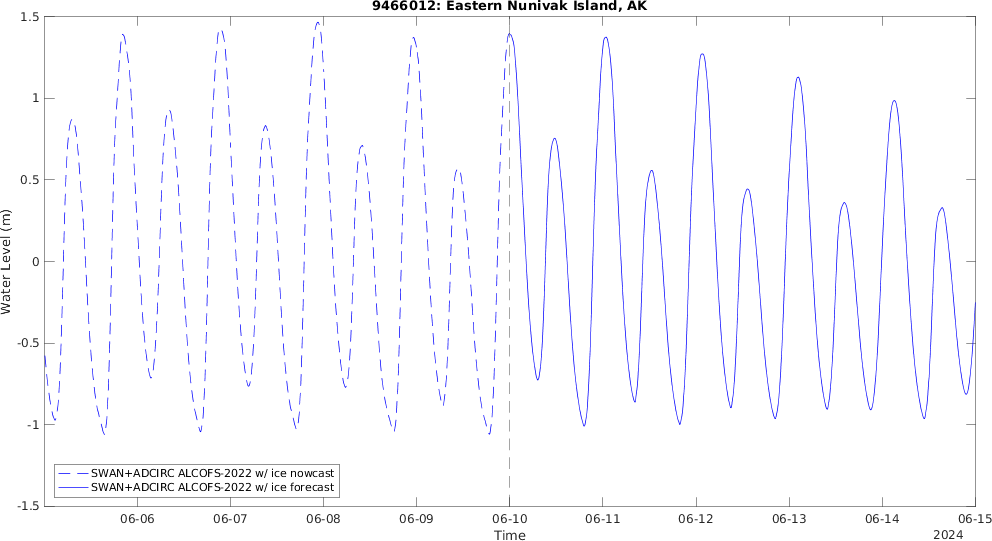 9466012: Eastern Nunivak Island, AK
1.5
1
0.5
0
-0.5
-1
-1.5
Water Level (m)
SWAN+ADCIRC ALCOFS-2022 w/ ice nowcast
SWAN+ADCIRC ALCOFS-2022 w/ ice forecast
06-06 06-07 06-08 06-09 06-10 06-11 06-12 06-13 06-14 06-15
Time
2024